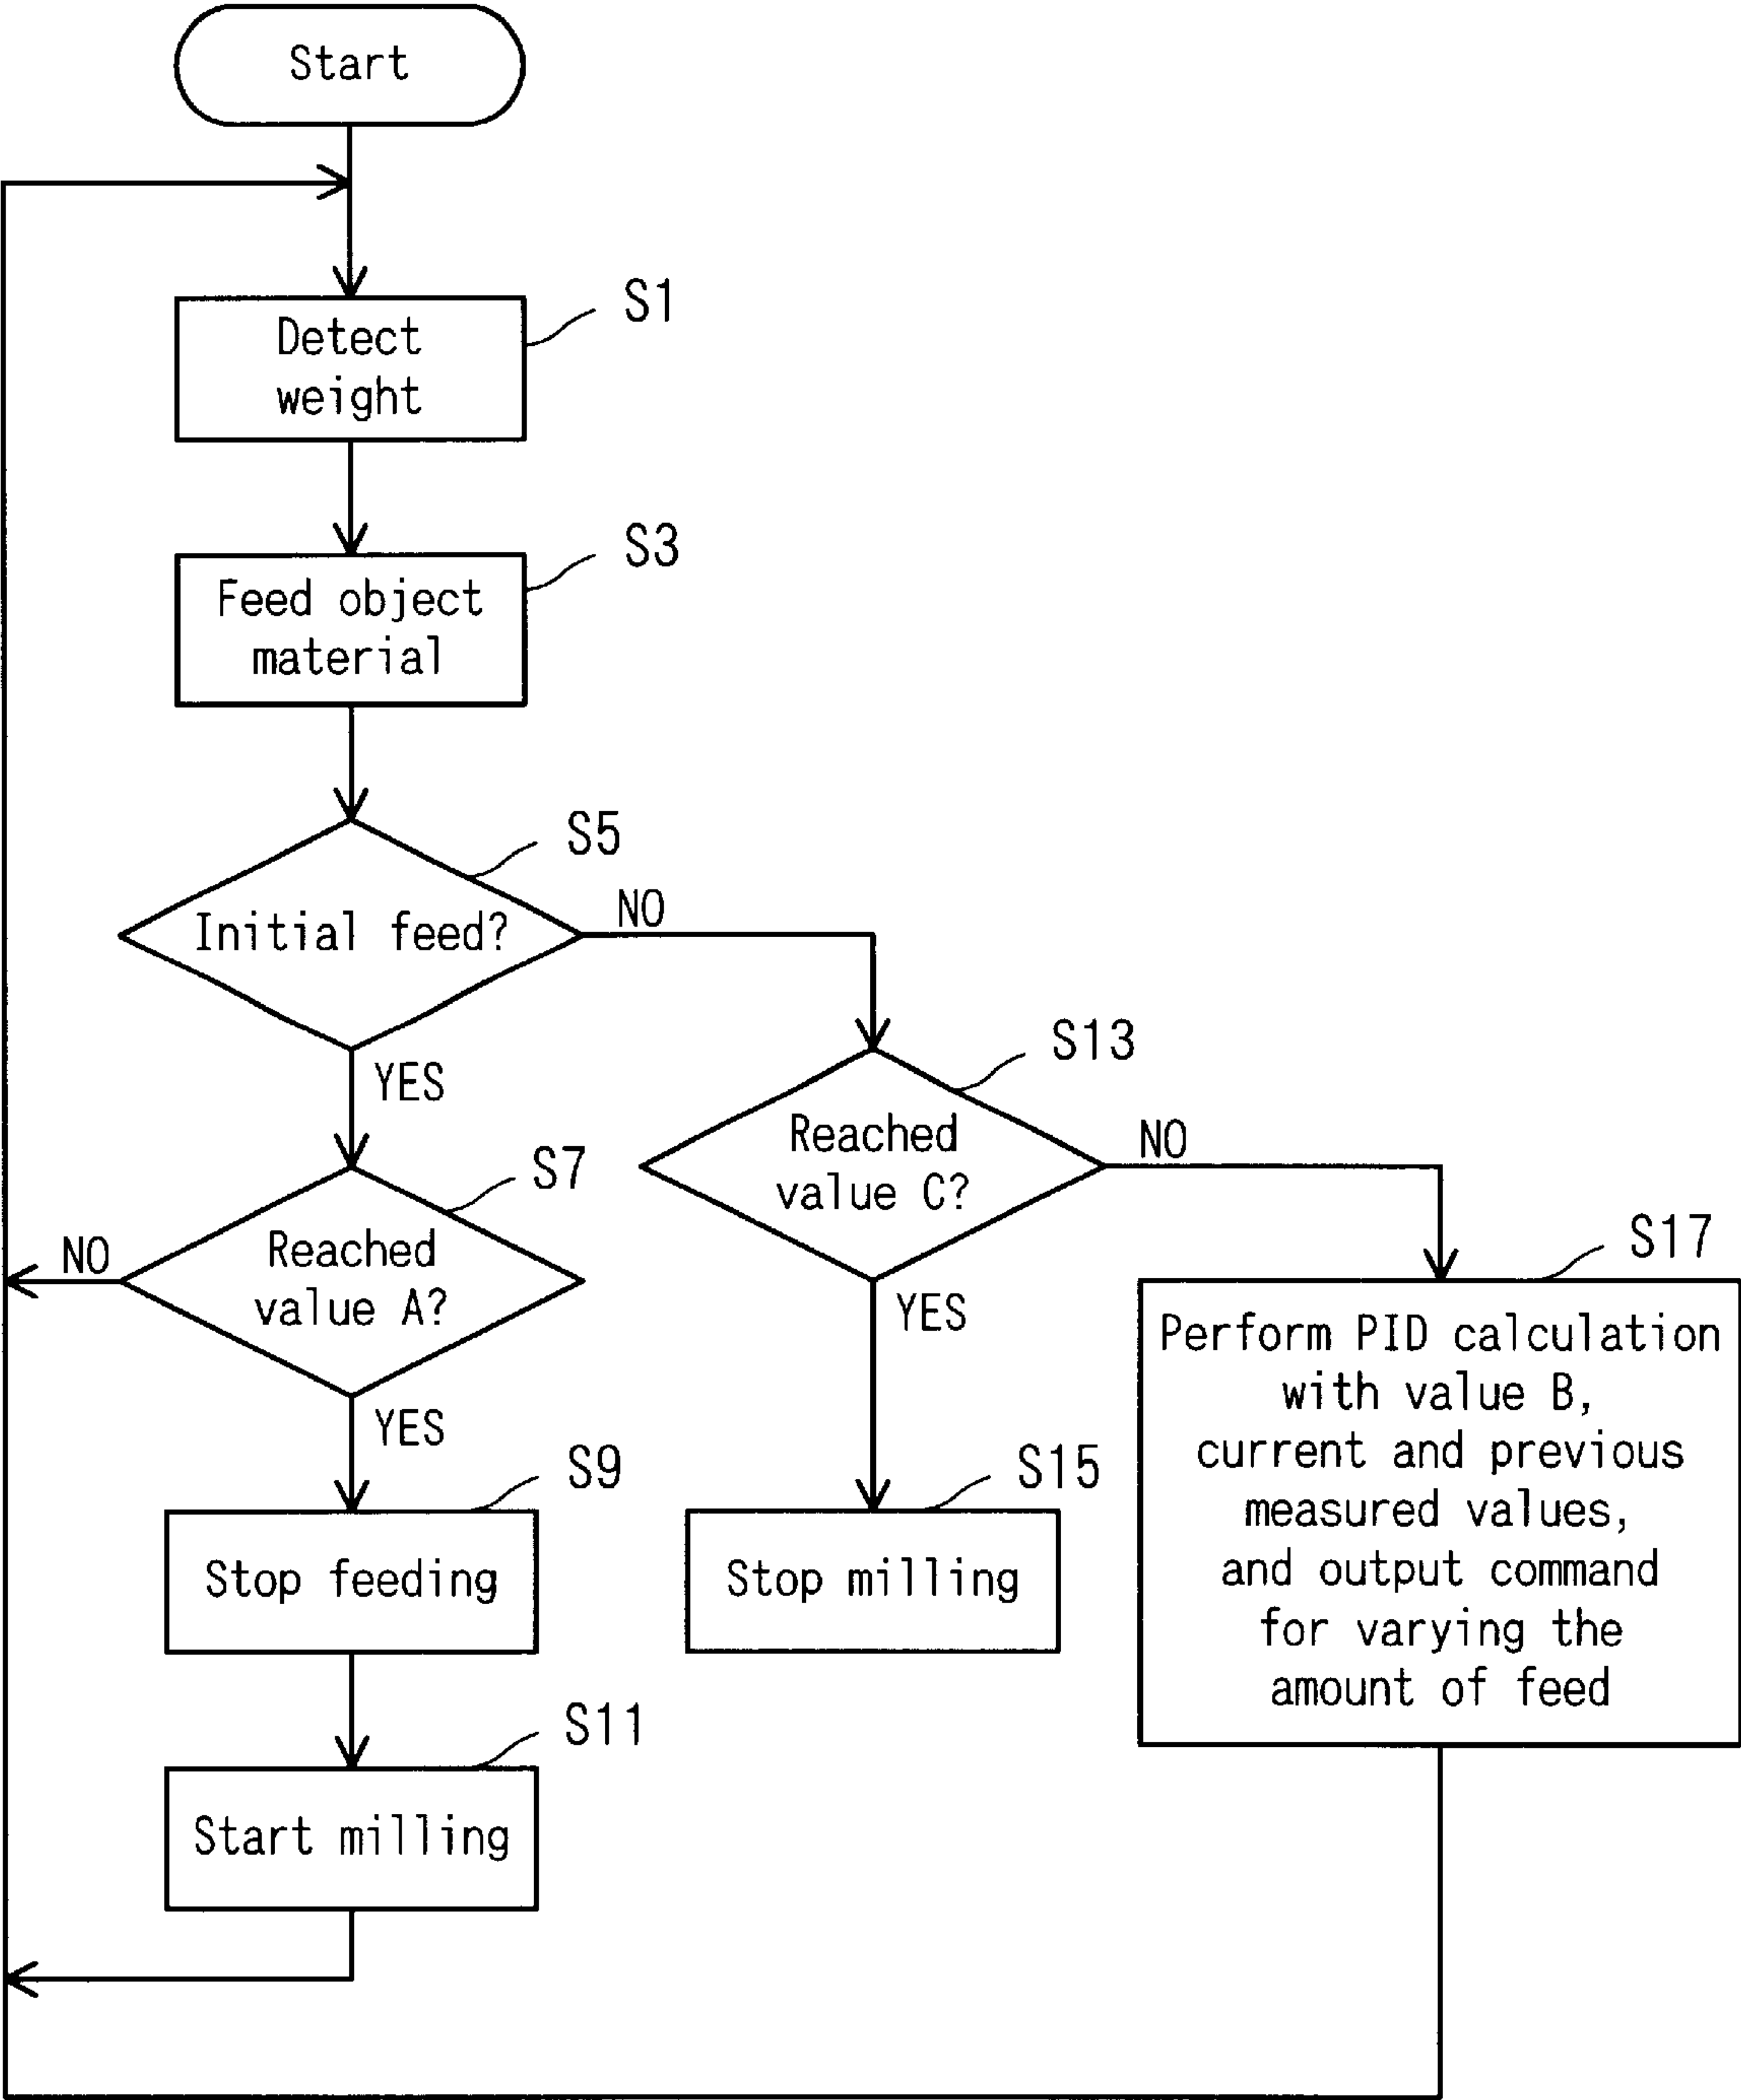 Start
S1
Detect
weight
S3
Feed object
material
S5
Initial feed?
NO
YES
S13
Reached
value C?
NO
YES
S7
Reached
value A?
NO
YES
S17
Perform PID calculation
with value B,
current and previous
measured values,
and output command
for varying the
amount of feed
S9
Stop feeding
S15
Stop milling
S11
Start milling